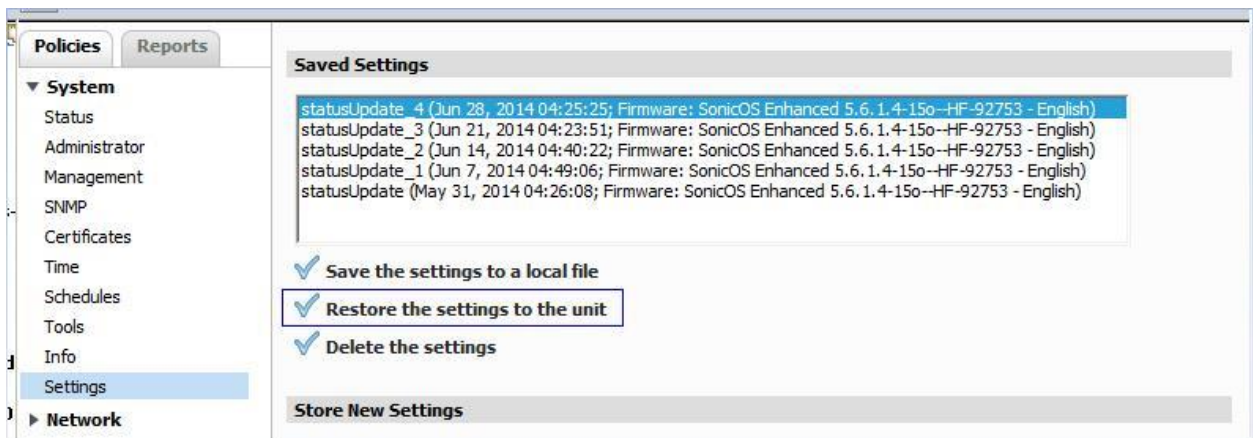 Policies
Reports
System
Status
Administrator
Management
SNMP
Certificates
Time
Schedules
Tools
Info
Settings
Network
Saved Settings
statusUpdate_4 (Jun 28, 2014 04:25:25; Firmware: SonicOS Enhanced 5.6.1.4-15o--HF-92753 - English)
statusUpdate_3 (Jun 21, 2014 04:23:51; Firmware: SonicOS Enhanced 5.6.1.4-15o--HF-92753 - English)
statusUpdate_2 (Jun 14, 2014 04:40:22; Firmware: SonicOS Enhanced 5.6.1.4-15o--HF-92753 - English)
statusUpdate_1 (Jun 7, 2014 04:49:06; Firmware: SonicOS Enhanced 5.6.1.4-15o--HF-92753 - English)
statusUpdate (May 31, 2014 04:26:08; Firmware: SonicOS Enhanced 5.6.1.4-15o--HF-92753 - English)
Save the settings to a local file
Restore the settings to the unit
Delete the settings
Store New Settings